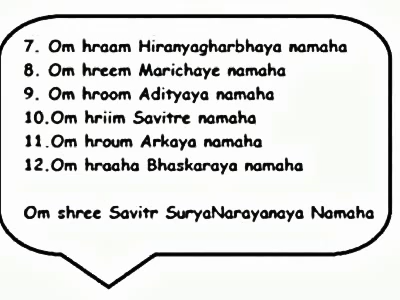 7. Om hraam Hiranyagharbhaya namaha
8. Om hreem Marichaye namaha
9. Om hroom Adityaya namaha
10.Om hriim Savitre namaha
11.Om hroum Arkaya namaha
12.Om hraaha Bhaskaraya namaha
Om shree Savitr SuryaNarayanaya Namaha